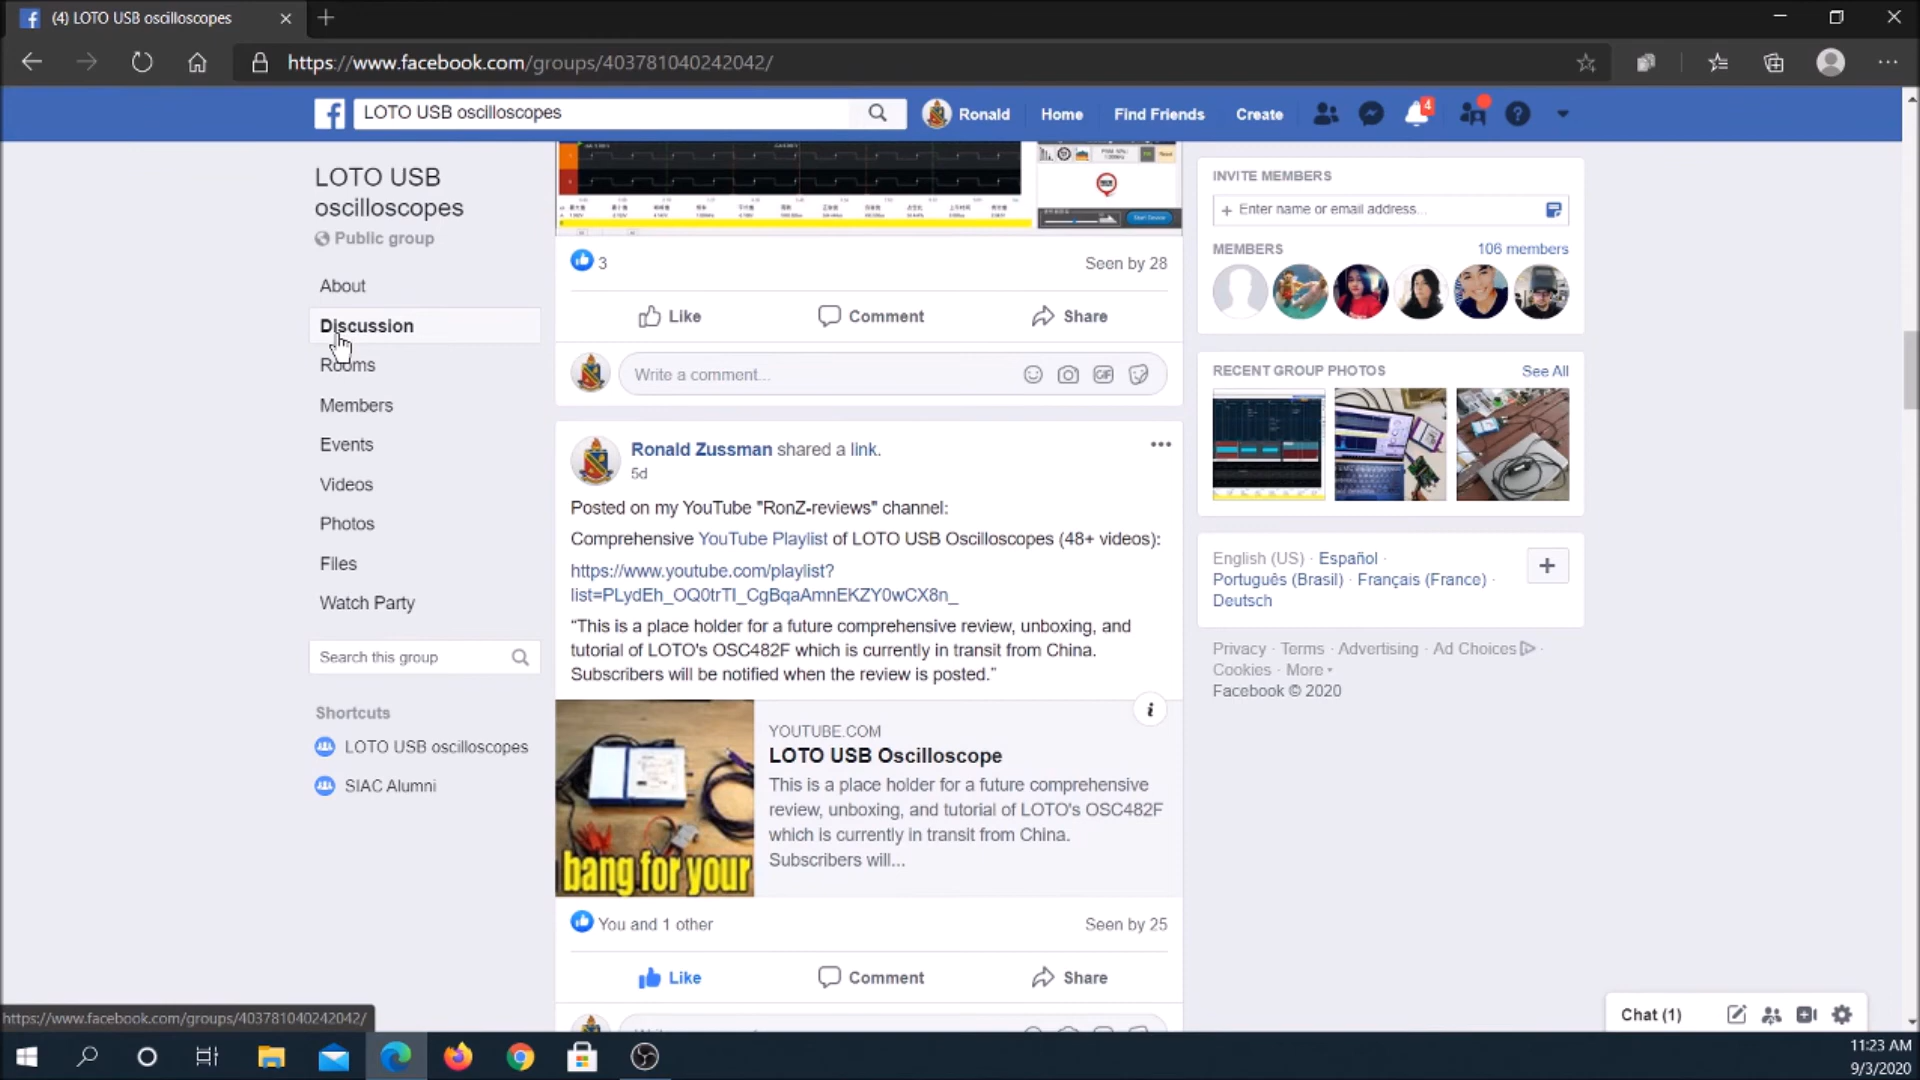 (4) LOTO USB oscilloscopes
https://www.facebook.com/groups/403781040242042/
LOTO USB oscilloscopes
Ronald
Home
Find Friends
Create
4
LOTO USB
oscilloscopes
Public group
About
Discussion
Rooms
Members
Events
Videos
Photos
Files
Watch Party
Search this group
Shortcuts
LOTO USB oscilloscopes
SIAC Alumni
3
Seen by 28
Like
Comment
Share
Write a comment...
GIF
Ronald Zussman shared a link.
5d
Posted on my YouTube "RonZ-reviews" channel:
Comprehensive YouTube Playlist of LOTO USB Oscilloscopes (48+ videos):
https://www.youtube.com/playlist?
list=PLydEh_OQ0trTI_CgBqaAmnEKZY0wCX8n_
“This is a place holder for a future comprehensive review, unboxing, and
tutorial of LOTO's OSC482F which is currently in transit from China.
Subscribers will be notified when the review is posted.”
bang for your
YOUTUBE.COM
LOTO USB Oscilloscope
This is a place holder for a future comprehensive
review, unboxing, and tutorial of LOTO's OSC482F
which is currently in transit from China.
Subscribers will...
You and 1 other
Seen by 25
Like
Comment
Share
INVITE MEMBERS
+ Enter name or email address...
MEMBERS
106 members
RECENT GROUP PHOTOS
See All
English (US) · Español ·
Português (Brasil) · Français (France) ·
Deutsch
Privacy · Terms · Advertising · Ad Choices ·
Cookies · More
Facebook © 2020
Chat (1)
https://www.facebook.com/groups/403781040242042/
11:23 AM
9/3/2020